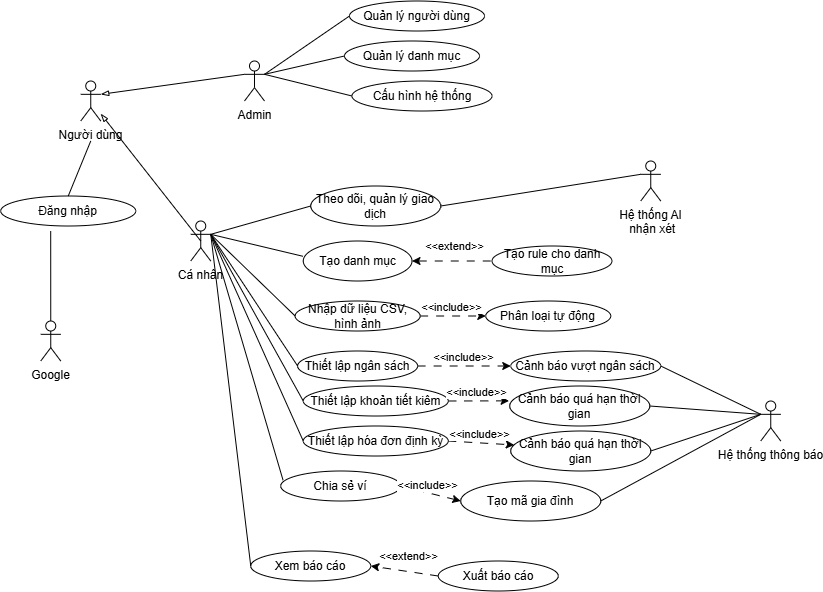 Quản lý người dùng
Quản lý danh mục
Cấu hình hệ thống
Admin
Người dùng
Đăng nhập
Google
Cá nhân
Theo dõi, quản lý giao
dịch
Hệ thống AI
nhận xét
Tạo danh mục
<<extend>>
Tạo rule cho danh
mục
Nhập dữ liệu CSV,
hình ảnh
<<include>>
Phân loại tự động
Thiết lập ngân sách
<<include>>
Cảnh báo vượt ngân sách
Thiết lập khoản tiết kiêm
<<include>>
Cảnh báo quá hạn thời
gian
Thiết lập hóa đơn định kỳ
<<include>>
Cảnh báo quá hạn thời
gian
Hệ thống thông báo
Chia sẻ ví
<<include>>
Tạo mã gia đình
Xem báo cáo
<<extend>>
Xuất báo cáo